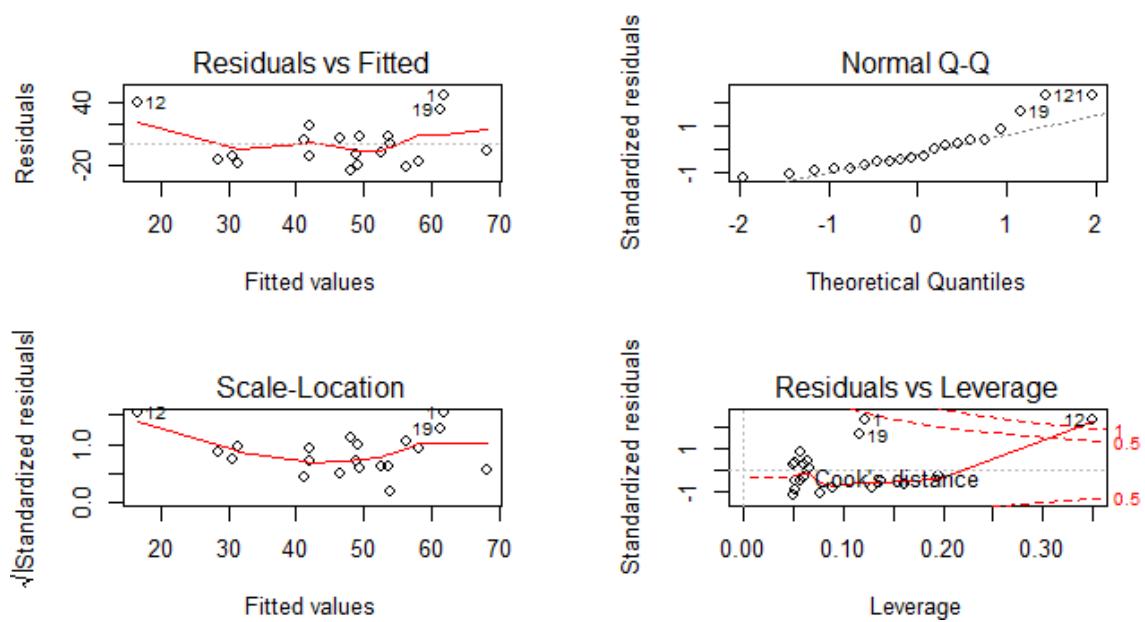 Residuals vs Fitted
Residuals
40
-20
12
1
19
20 30 40 50 60 70
Fitted values
Normal Q-Q
Standardized residuals
1
-1
121
19
-2 -1 0 1 2
Theoretical Quantiles
Scale-Location
√|Standardized residuals|
1.0
0.0
12
1
19
20 30 40 50 60 70
Fitted values
Residuals vs Leverage
Standardized residuals
1
-1
1
19
12
Cook's distance
1
0.5
0.5
0.00 0.10 0.20 0.30
Leverage